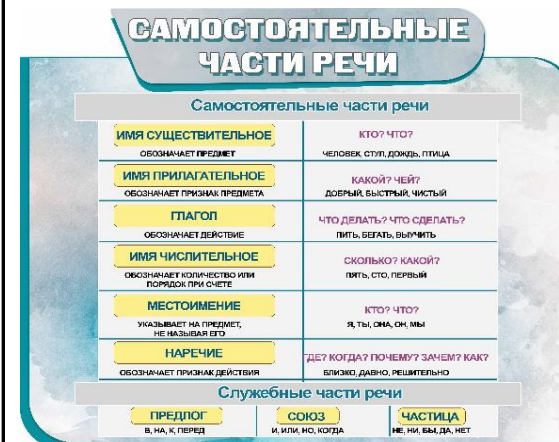 САМОСТОЯТЕЛЬНЫЕ
ЧАСТИ РЕЧИ
Самостоятельные части речи
ИМЯ СУЩЕСТВИТЕЛЬНОЕ
ОБОЗНАЧАЕТ ПРЕДМЕТ
КТО? ЧТО?
ЧЕЛОВЕК, СТУЛ, ДОЖДЬ, ПТИЦА
ИМЯ ПРИЛАГАТЕЛЬНОЕ
ОБОЗНАЧАЕТ ПРИЗНАК ПРЕДМЕТА
КАКОЙ? ЧЕЙ?
ДОБРЫЙ, БЫСТРЫЙ, ЧИСТЫЙ
ГЛАГОЛ
ОБОЗНАЧАЕТ ДЕЙСТВИЕ
ЧТО ДЕЛАТЬ? ЧТО СДЕЛАТЬ?
ПИТЬ, БЕГАТЬ, ВЫУЧИТЬ
ИМЯ ЧИСЛИТЕЛЬНОЕ
ОБОЗНАЧАЕТ КОЛИЧЕСТВО ИЛИ
ПОРЯДОК ПРИ СЧЕТЕ
СКОЛЬКО? КАКОЙ?
ПЯТЬ, СТО, ПЕРВЫЙ
МЕСТОИМЕНИЕ
УКАЗЫВАЕТ НА ПРЕДМЕТ,
НЕ НАЗЫВАЯ ЕГО
КТО? ЧТО?
Я, ТЫ, ОНА, ОН, МЫ
НАРЕЧИЕ
ОБОЗНАЧАЕТ ПРИЗНАК ДЕЙСТВИЯ
ГДЕ? КОГДА? ПОЧЕМУ? ЗАЧЕМ? КАК?
БЛИЗКО, ДАВНО, РЕШИТЕЛЬНО
Служебные части речи
ПРЕДЛОГ
В, НА, К, ПЕРЕД
СОЮЗ
И, ИЛИ, НО, КОГДА
ЧАСТИЦА
НЕ, НИ, БЫ, ДА, НЕТ